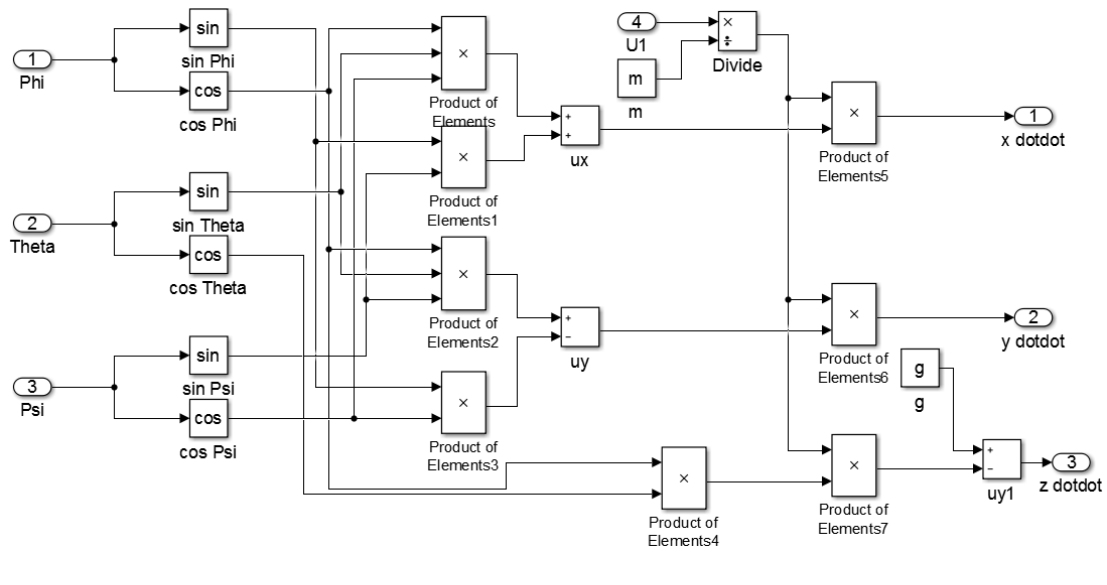 1
Phi
sin
sin Phi
cos
cos Phi
2
Theta
sin
sin Theta
cos
cos Theta
3
Psi
sin
sin Psi
cos
cos Psi
×
Product of
Elements
×
Product of
Elements1
×
Product of
Elements2
×
Product of
Elements3
+
+
ux
+
−
uy
4
U1
m
m
×
÷
Divide
×
Product of
Elements4
×
Product of
Elements5
×
Product of
Elements6
×
Product of
Elements7
g
g
+
−
uy1
1
x dotdot
2
y dotdot
3
z dotdot